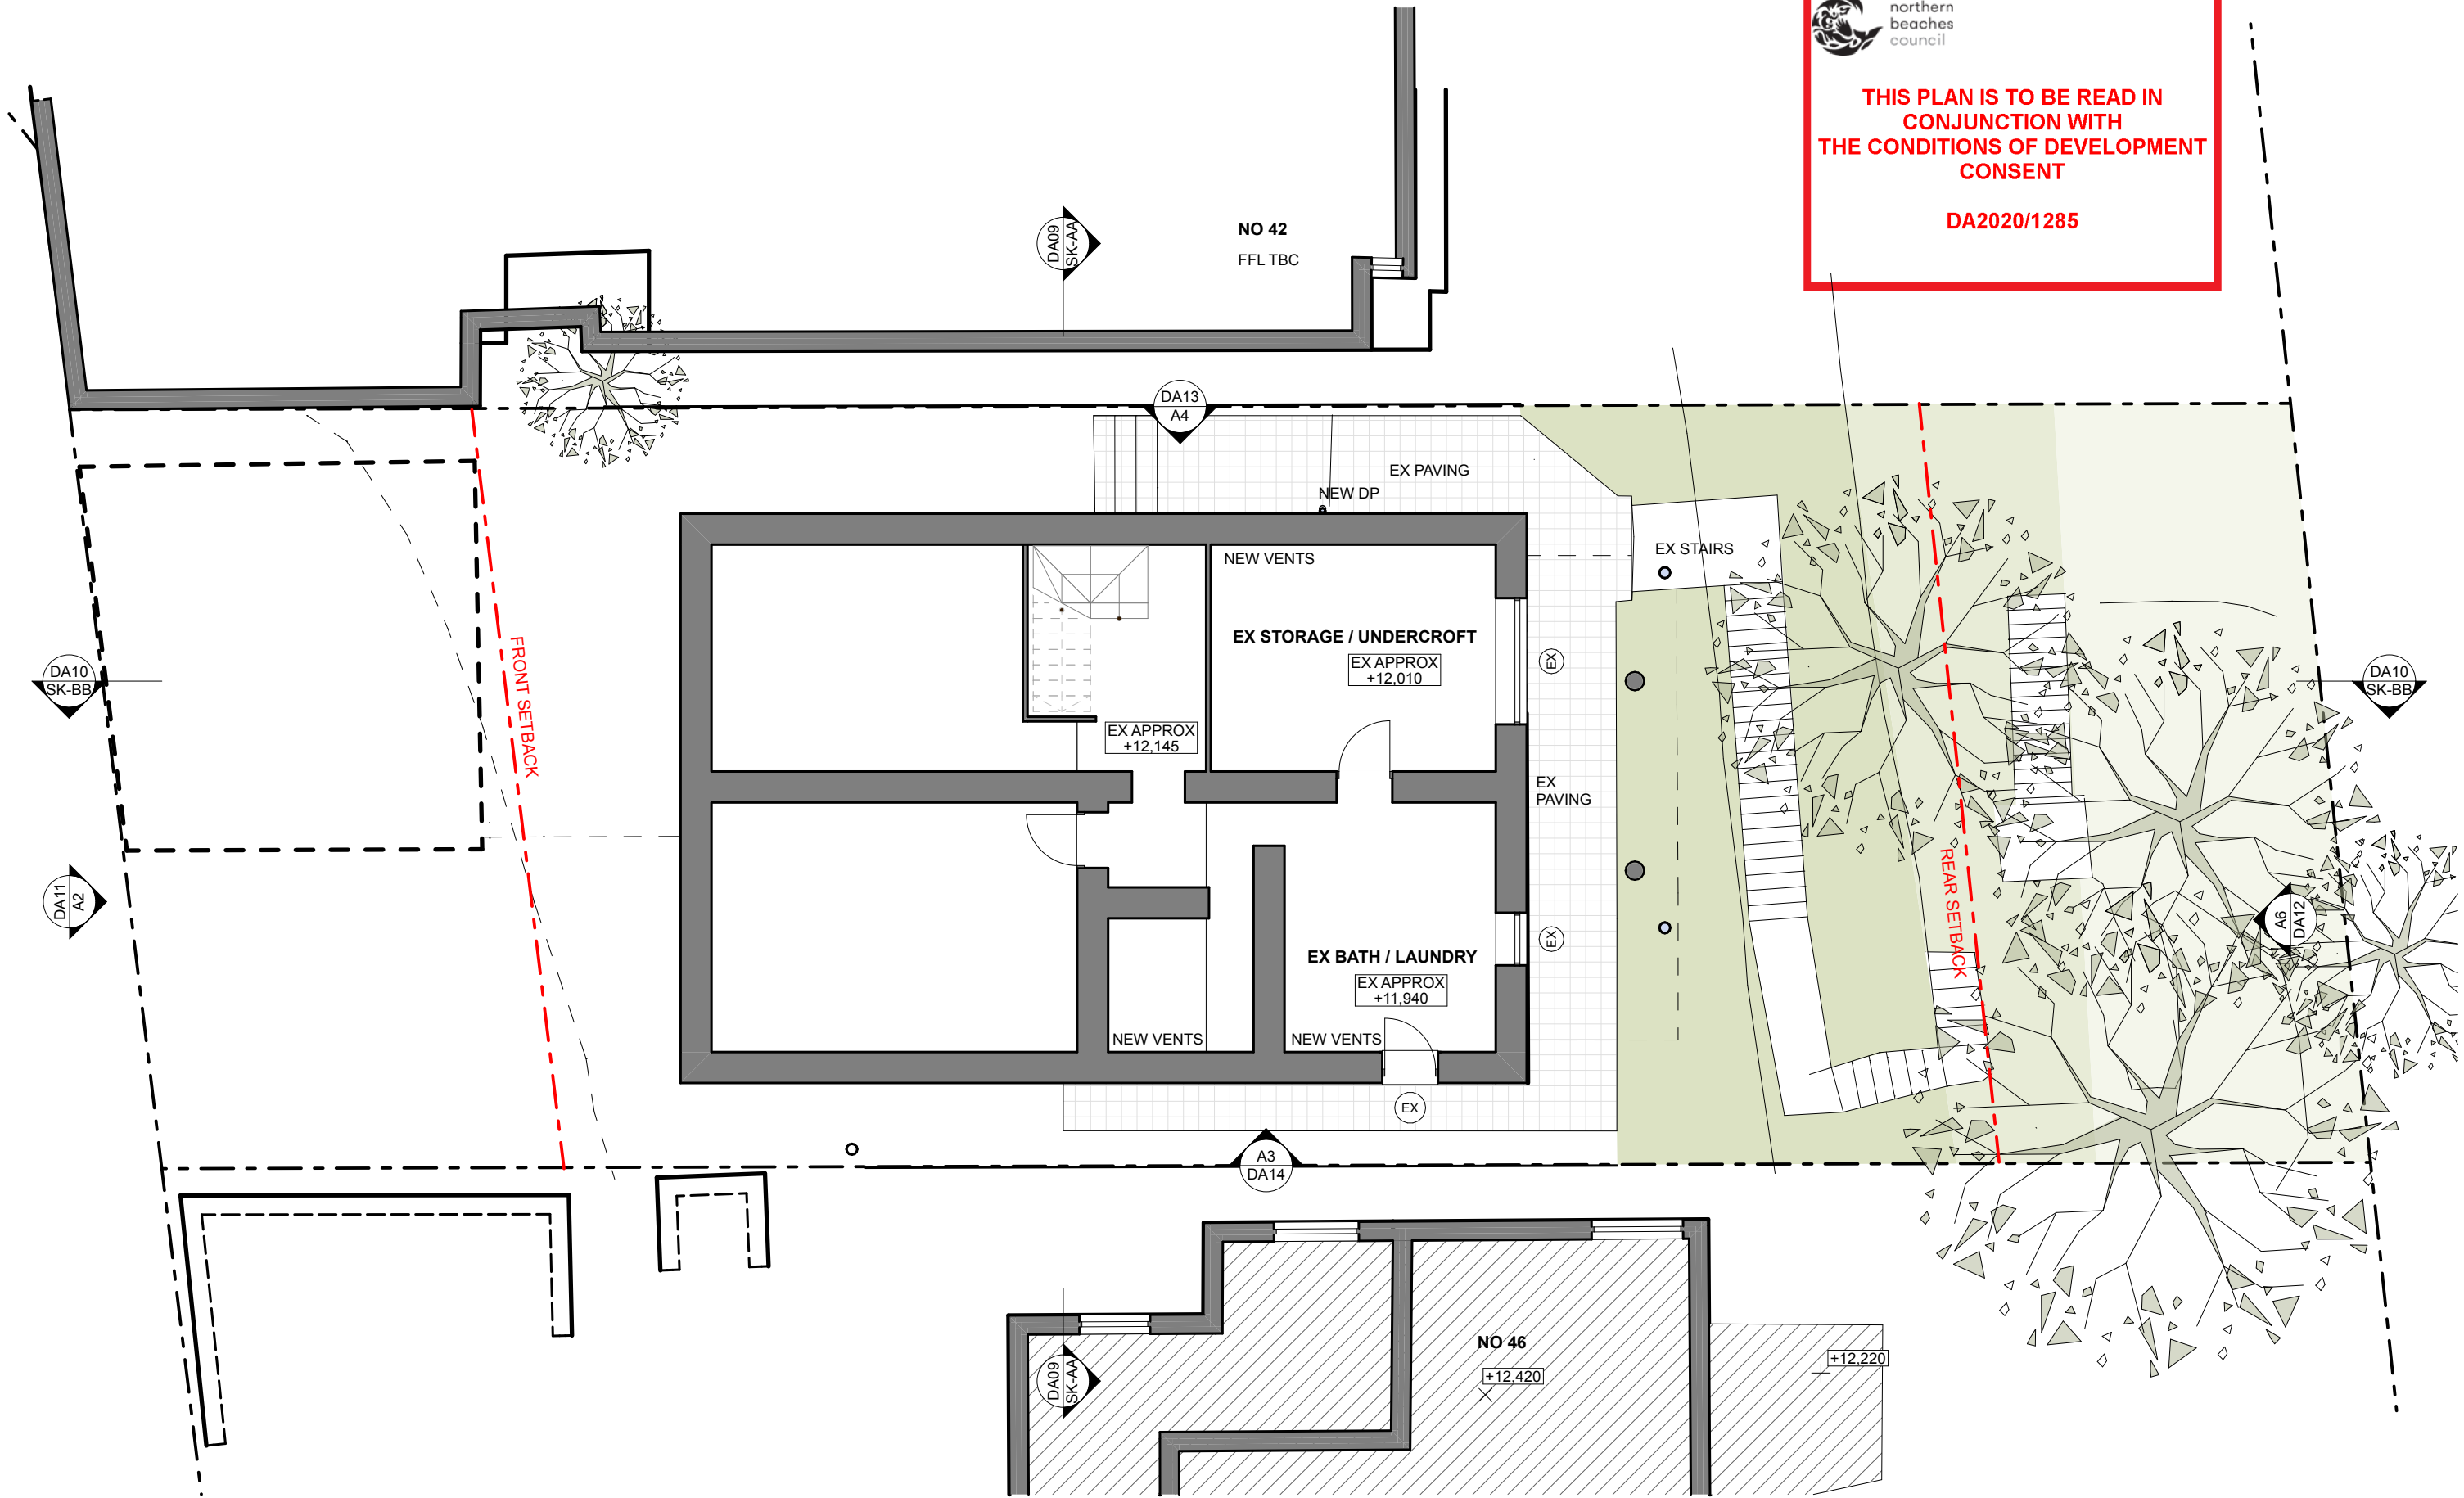 northern
beaches
council
THIS PLAN IS TO BE READ IN
CONJUNCTION WITH
THE CONDITIONS OF DEVELOPMENT
CONSENT
DA2020/1285
DA09
SK-AA
NO 42
FFL TBC
DA13
A4
EX PAVING
NEW DP
EX STAIRS
NEW VENTS
EX STORAGE / UNDERCROFT
EX APPROX
+12,010
EX
FRONT SETBACK
DA10
SK-BB
DA10
SK-BB
EX APPROX
+12,145
EX
PAVING
DA11
A2
REAR SETBACK
A6
DA12
EX BATH / LAUNDRY
EX APPROX
+11,940
EX
NEW VENTS
NEW VENTS
EX
A3
DA14
NO 46
+12,420
+12,220
DA09
SK-AA